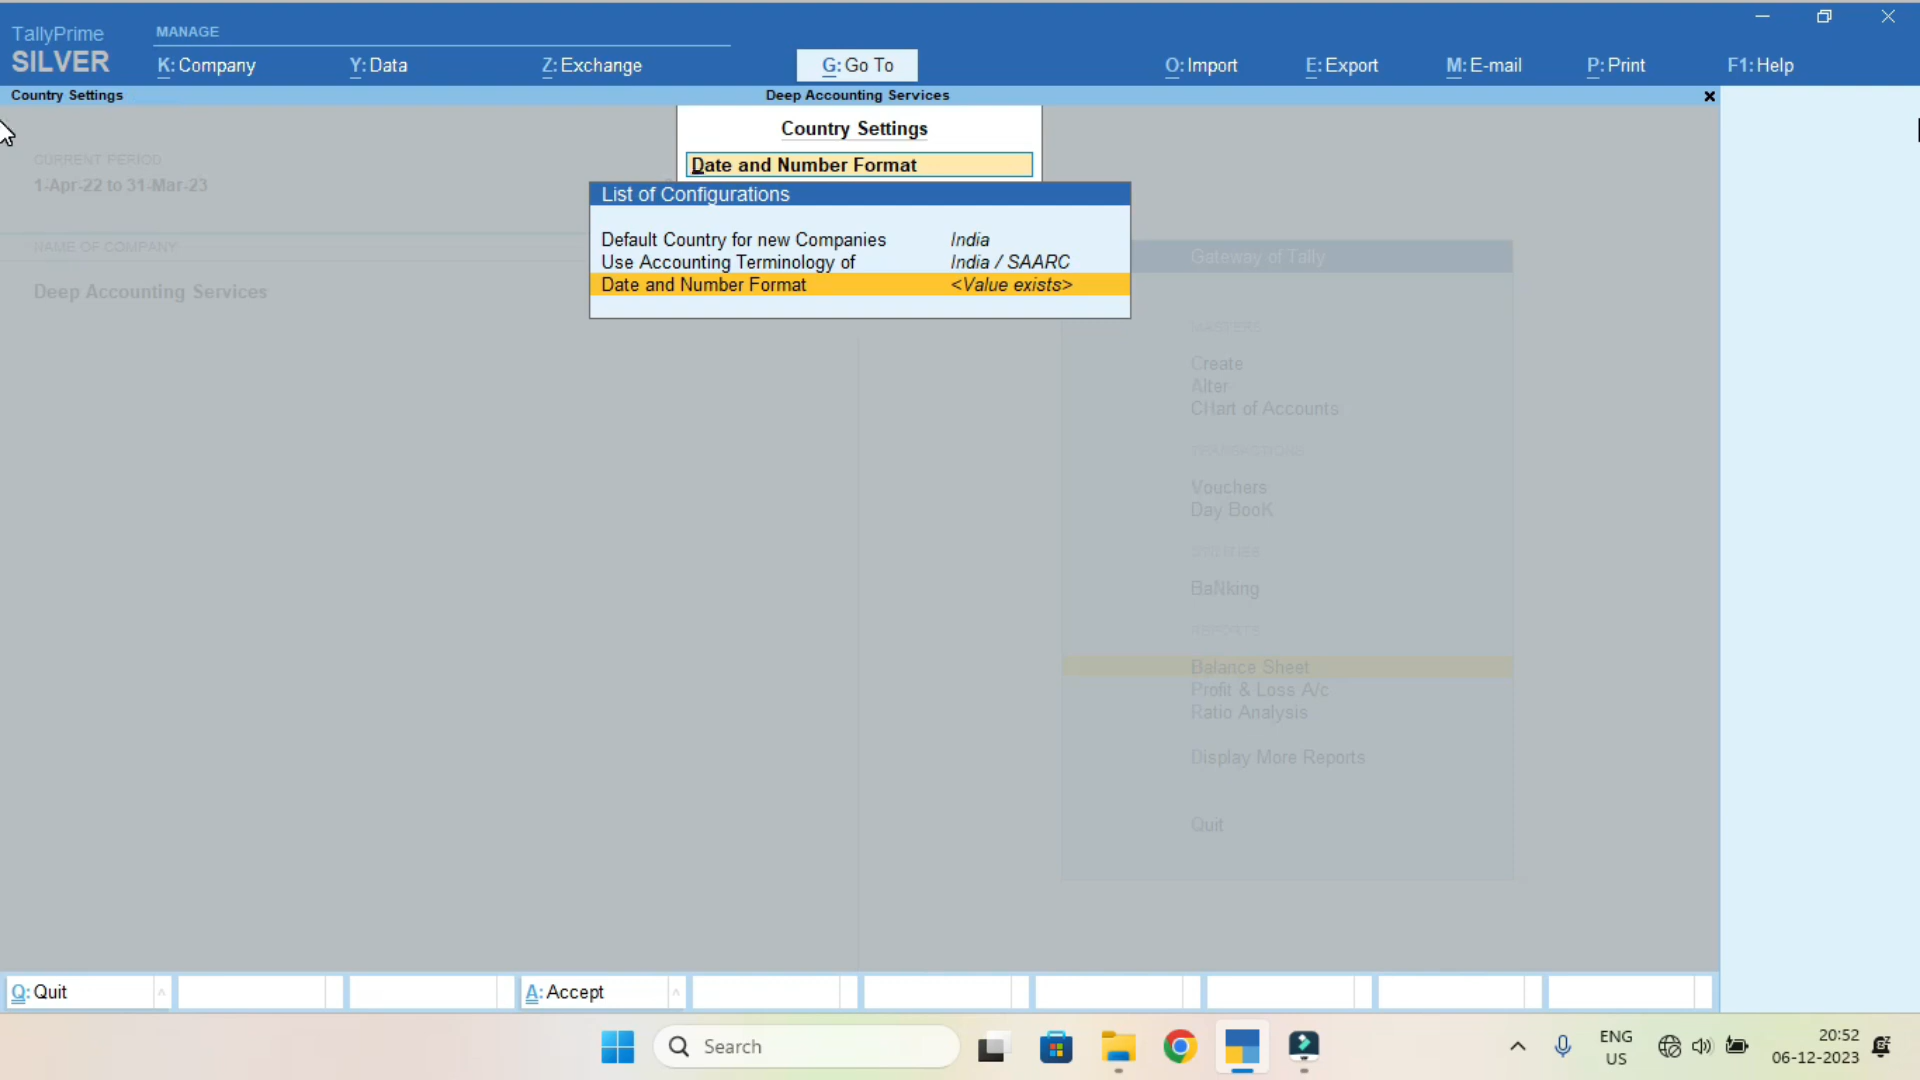 TallyPrime
SILVER
MANAGE
K: Company
Y: Data
Z: Exchange
G: Go To
O: Import
E: Export
M: E-mail
P: Print
F1: Help
Country Settings
Deep Accounting Services
Country Settings
Date and Number Format
List of Configurations
Default Country for new Companies India
Use Accounting Terminology of India / SAARC
Date and Number Format <Value exists>
CURRENT PERIOD
1-Apr-22 to 31-Mar-23
NAME OF COMPANY
Deep Accounting Services
Gateway of Tally
MASTERS
Create
Alter
CHart of Accounts
TRANSACTIONS
Vouchers
Day BooK
UTILITIES
BaNking
REPORTS
Balance Sheet
Profit & Loss A/c
Ratio Analysis
Display More Reports
Quit
Q: Quit
A: Accept
Search
ENG
US
20:52
06-12-2023